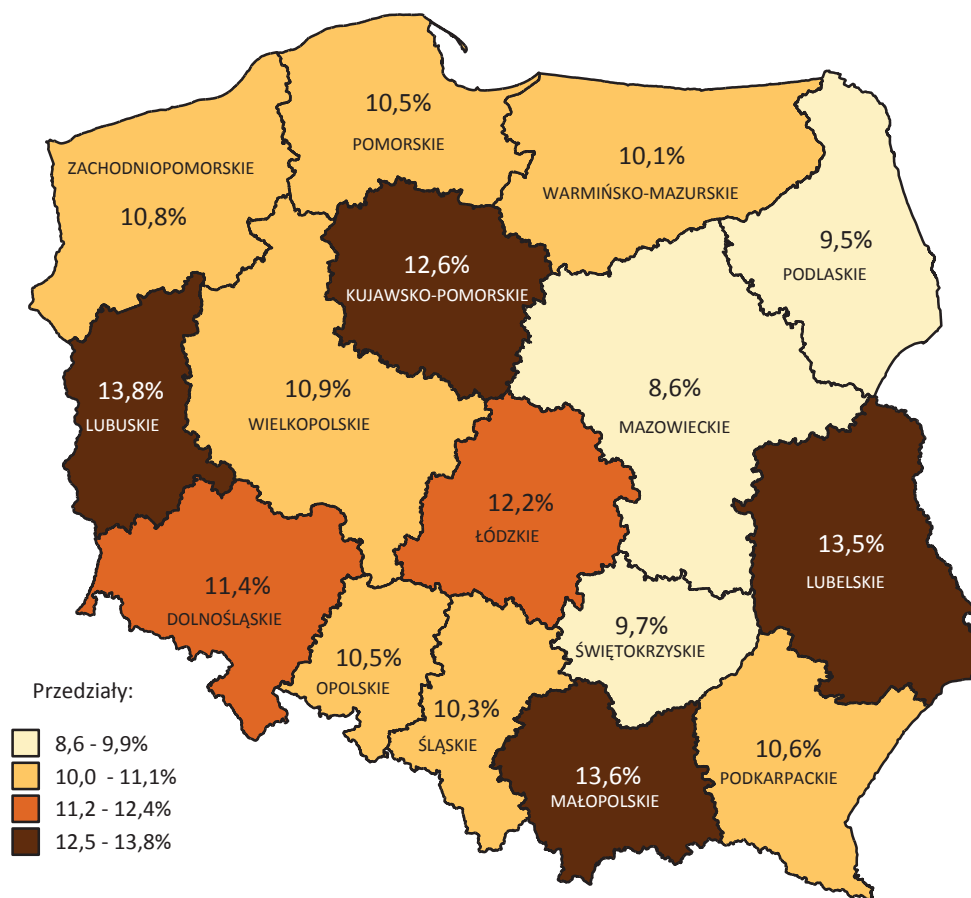 10,5%
POMORSKIE
ZACHODNIOPOMORSKIE
10,8%
10,1%
WARMIŃSKO-MAZURSKIE
9,5%
PODLASKIE
12,6%
KUJAWSKO-POMORSKIE
13,8%
LUBUSKIE
10,9%
WIELKOPOLSKIE
8,6%
MAZOWIECKIE
12,2%
ŁÓDZKIE
13,5%
LUBELSKIE
11,4%
DOLNOŚLĄSKIE
10,5%
OPOLSKIE
10,3%
ŚLĄSKIE
9,7%
ŚWIĘTOKRZYSKIE
13,6%
MAŁOPOLSKIE
10,6%
PODKARPACKIE
Przedziały:
8,6 - 9,9%
10,0 - 11,1%
11,2 - 12,4%
12,5 - 13,8%